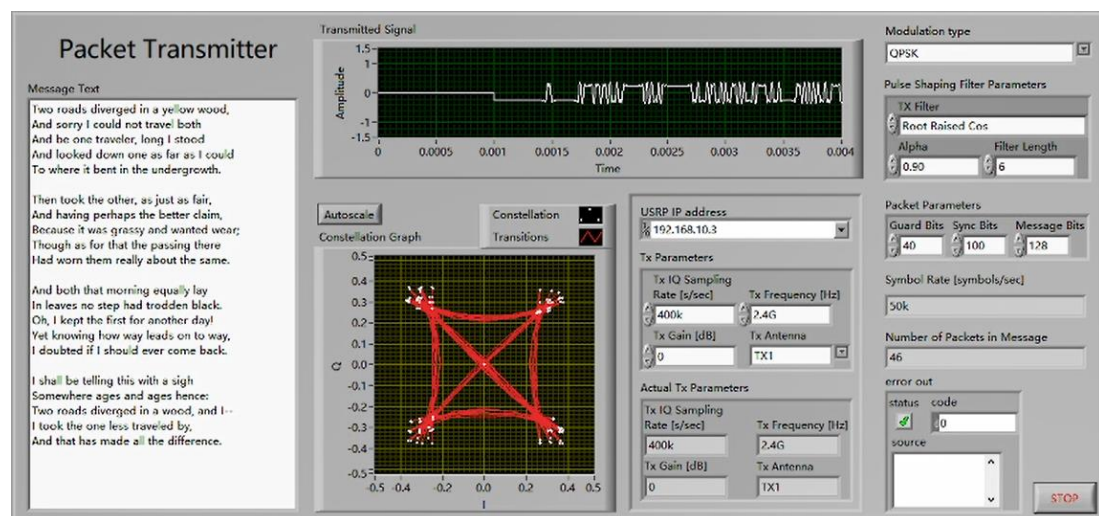 Packet Transmitter
Message Text
Two roads diverged in a yellow wood,
And sorry I could not travel both
And be one traveler, long I stood
And looked down one as far as I could
To where it bent in the undergrowth.
Then took the other, as just as fair,
And having perhaps the better claim,
Because it was grassy and wanted wear;
Though as for that the passing there
Had worn them really about the same.
And both that morning equally lay
In leaves no step had trodden black.
Oh, I kept the first for another day!
Yet knowing how way leads on to way,
I doubted if I should ever come back.
I shall be telling this with a sigh
Somewhere ages and ages hence:
Two roads diverged in a wood, and I--
I took the one less traveled by,
And that has made all the difference.
Transmitted Signal
Amplitude
1.5
1
0
-1
-1.5
0 0.0005 0.001 0.0015 0.002 0.0025 0.003 0.0035 0.004
Time
Autoscale
Constellation
Transitions
Constellation Graph
Q
0.5
0.4
0.3
0.2
0.1
0.0
-0.1
-0.2
-0.3
-0.4
-0.5
-0.5 -0.4 -0.2 0.0 0.2 0.4 0.5
I
USRP IP address
192.168.10.3
Tx Parameters
Tx IQ Sampling
Rate [s/sec] Tx Frequency [Hz]
400k 2.4G
Tx Gain [dB] Tx Antenna
0 TX1
Actual Tx Parameters
Tx IQ Sampling
Rate [s/sec] Tx Frequency [Hz]
400k 2.4G
Tx Gain [dB] Tx Antenna
0 TX1
Modulation type
QPSK
Pulse Shaping Filter Parameters
TX Filter
Root Raised Cos
Alpha Filter Length
0.90 6
Packet Parameters
Guard Bits Sync Bits Message Bits
40 100 128
Symbol Rate [symbols/sec]
50k
Number of Packets in Message
46
error out
status code
0
source
STOP